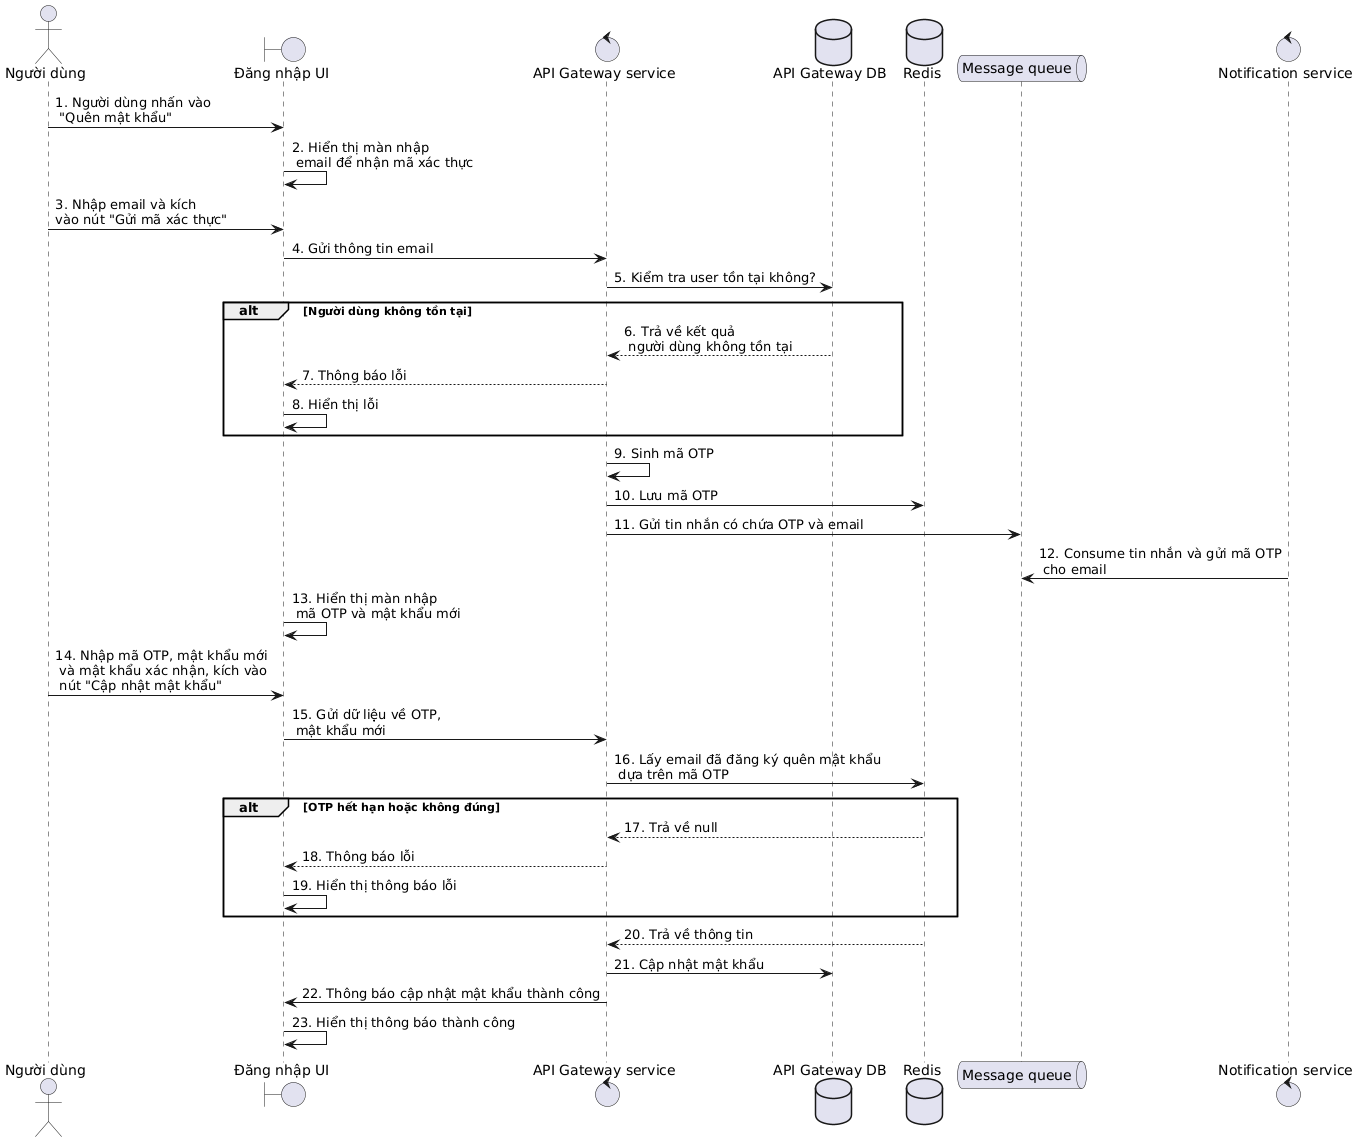 Người dùng
Đăng nhập UI
API Gateway service
API Gateway DB
Redis
Message queue
Notification service
1. Người dùng nhấn vào
"Quên mật khẩu"
2. Hiển thị màn nhập
email để nhận mã xác thực
3. Nhập email và kích
vào nút "Gửi mã xác thực"
4. Gửi thông tin email
5. Kiểm tra user tồn tại không?
alt
[Người dùng không tồn tại]
6. Trả về kết quả
người dùng không tồn tại
7. Thông báo lỗi
8. Hiển thị lỗi
9. Sinh mã OTP
10. Lưu mã OTP
11. Gửi tin nhắn có chứa OTP và email
12. Consume tin nhắn và gửi mã OTP
cho email
13. Hiển thị màn nhập
mã OTP và mật khẩu mới
14. Nhập mã OTP, mật khẩu mới
và mật khẩu xác nhận, kích vào
nút "Cập nhật mật khẩu"
15. Gửi dữ liệu về OTP,
mật khẩu mới
16. Lấy email đã đăng ký quên mật khẩu
dựa trên mã OTP
alt
[OTP hết hạn hoặc không đúng]
17. Trả về null
18. Thông báo lỗi
19. Hiển thị thông báo lỗi
20. Trả về thông tin
21. Cập nhật mật khẩu
22. Thông báo cập nhật mật khẩu thành công
23. Hiển thị thông báo thành công
Người dùng
Đăng nhập UI
API Gateway service
API Gateway DB
Redis
Message queue
Notification service